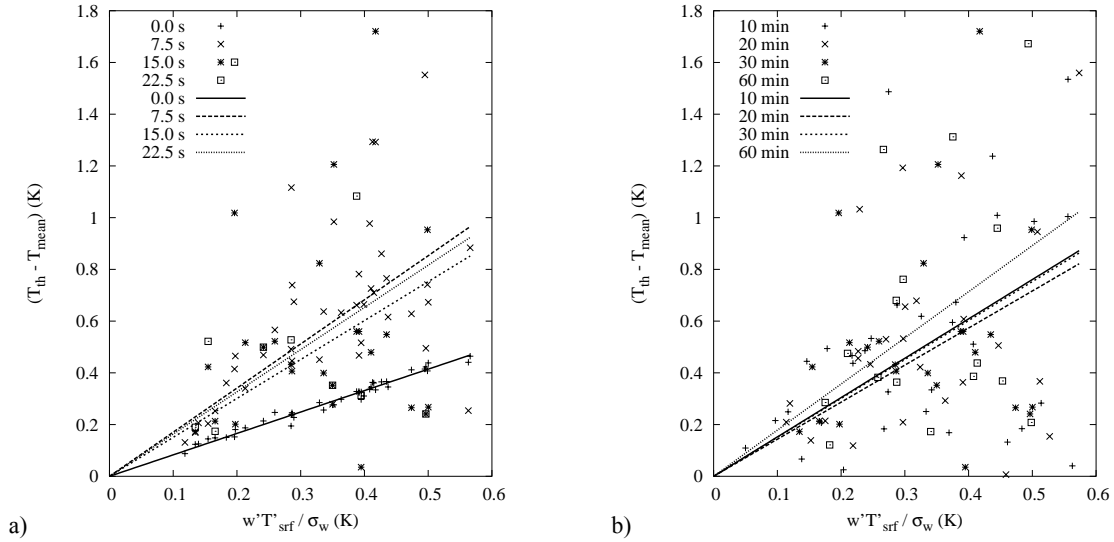 (T_th - T_mean) (K)
1.8
1.6
1.4
1.2
1
0.8
0.6
0.4
0.2
0
0.0 s
7.5 s
15.0 s
22.5 s
0.0 s
7.5 s
15.0 s
22.5 s
0 0.1 0.2 0.3 0.4 0.5 0.6
w'T'_srf / σ_w (K)
a)
(T_th - T_mean) (K)
1.8
1.6
1.4
1.2
1
0.8
0.6
0.4
0.2
0
10 min
20 min
30 min
60 min
10 min
20 min
30 min
60 min
0 0.1 0.2 0.3 0.4 0.5 0.6
w'T'_srf / σ_w (K)
b)